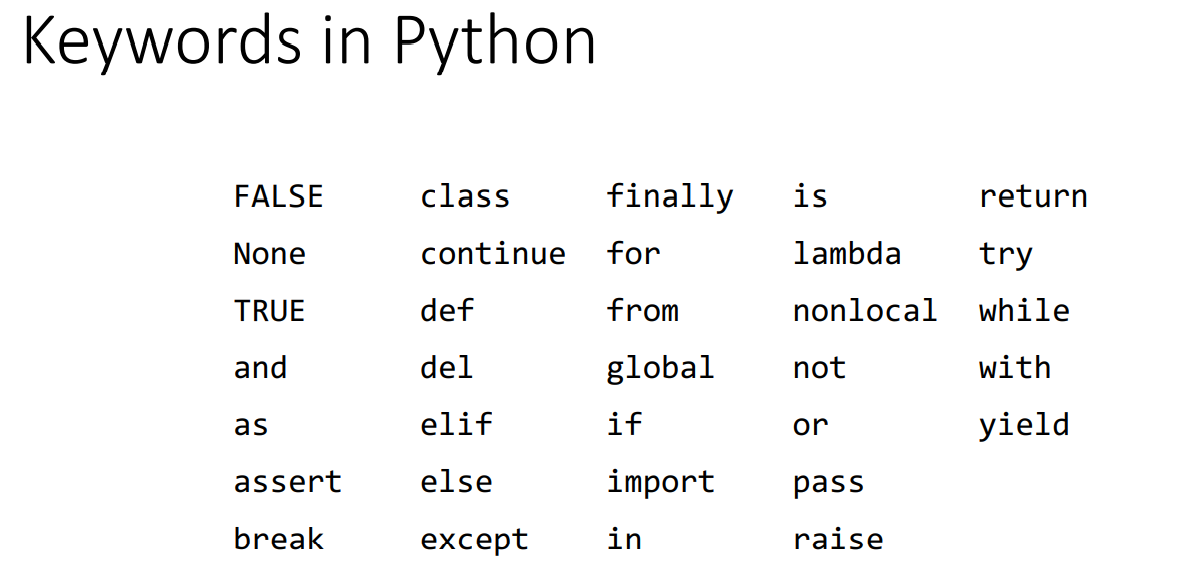 Keywords in Python
FALSE class finally is return
None continue for lambda try
TRUE def from nonlocal while
and del global not with
as elif if or yield
assert else import pass
break except in raise